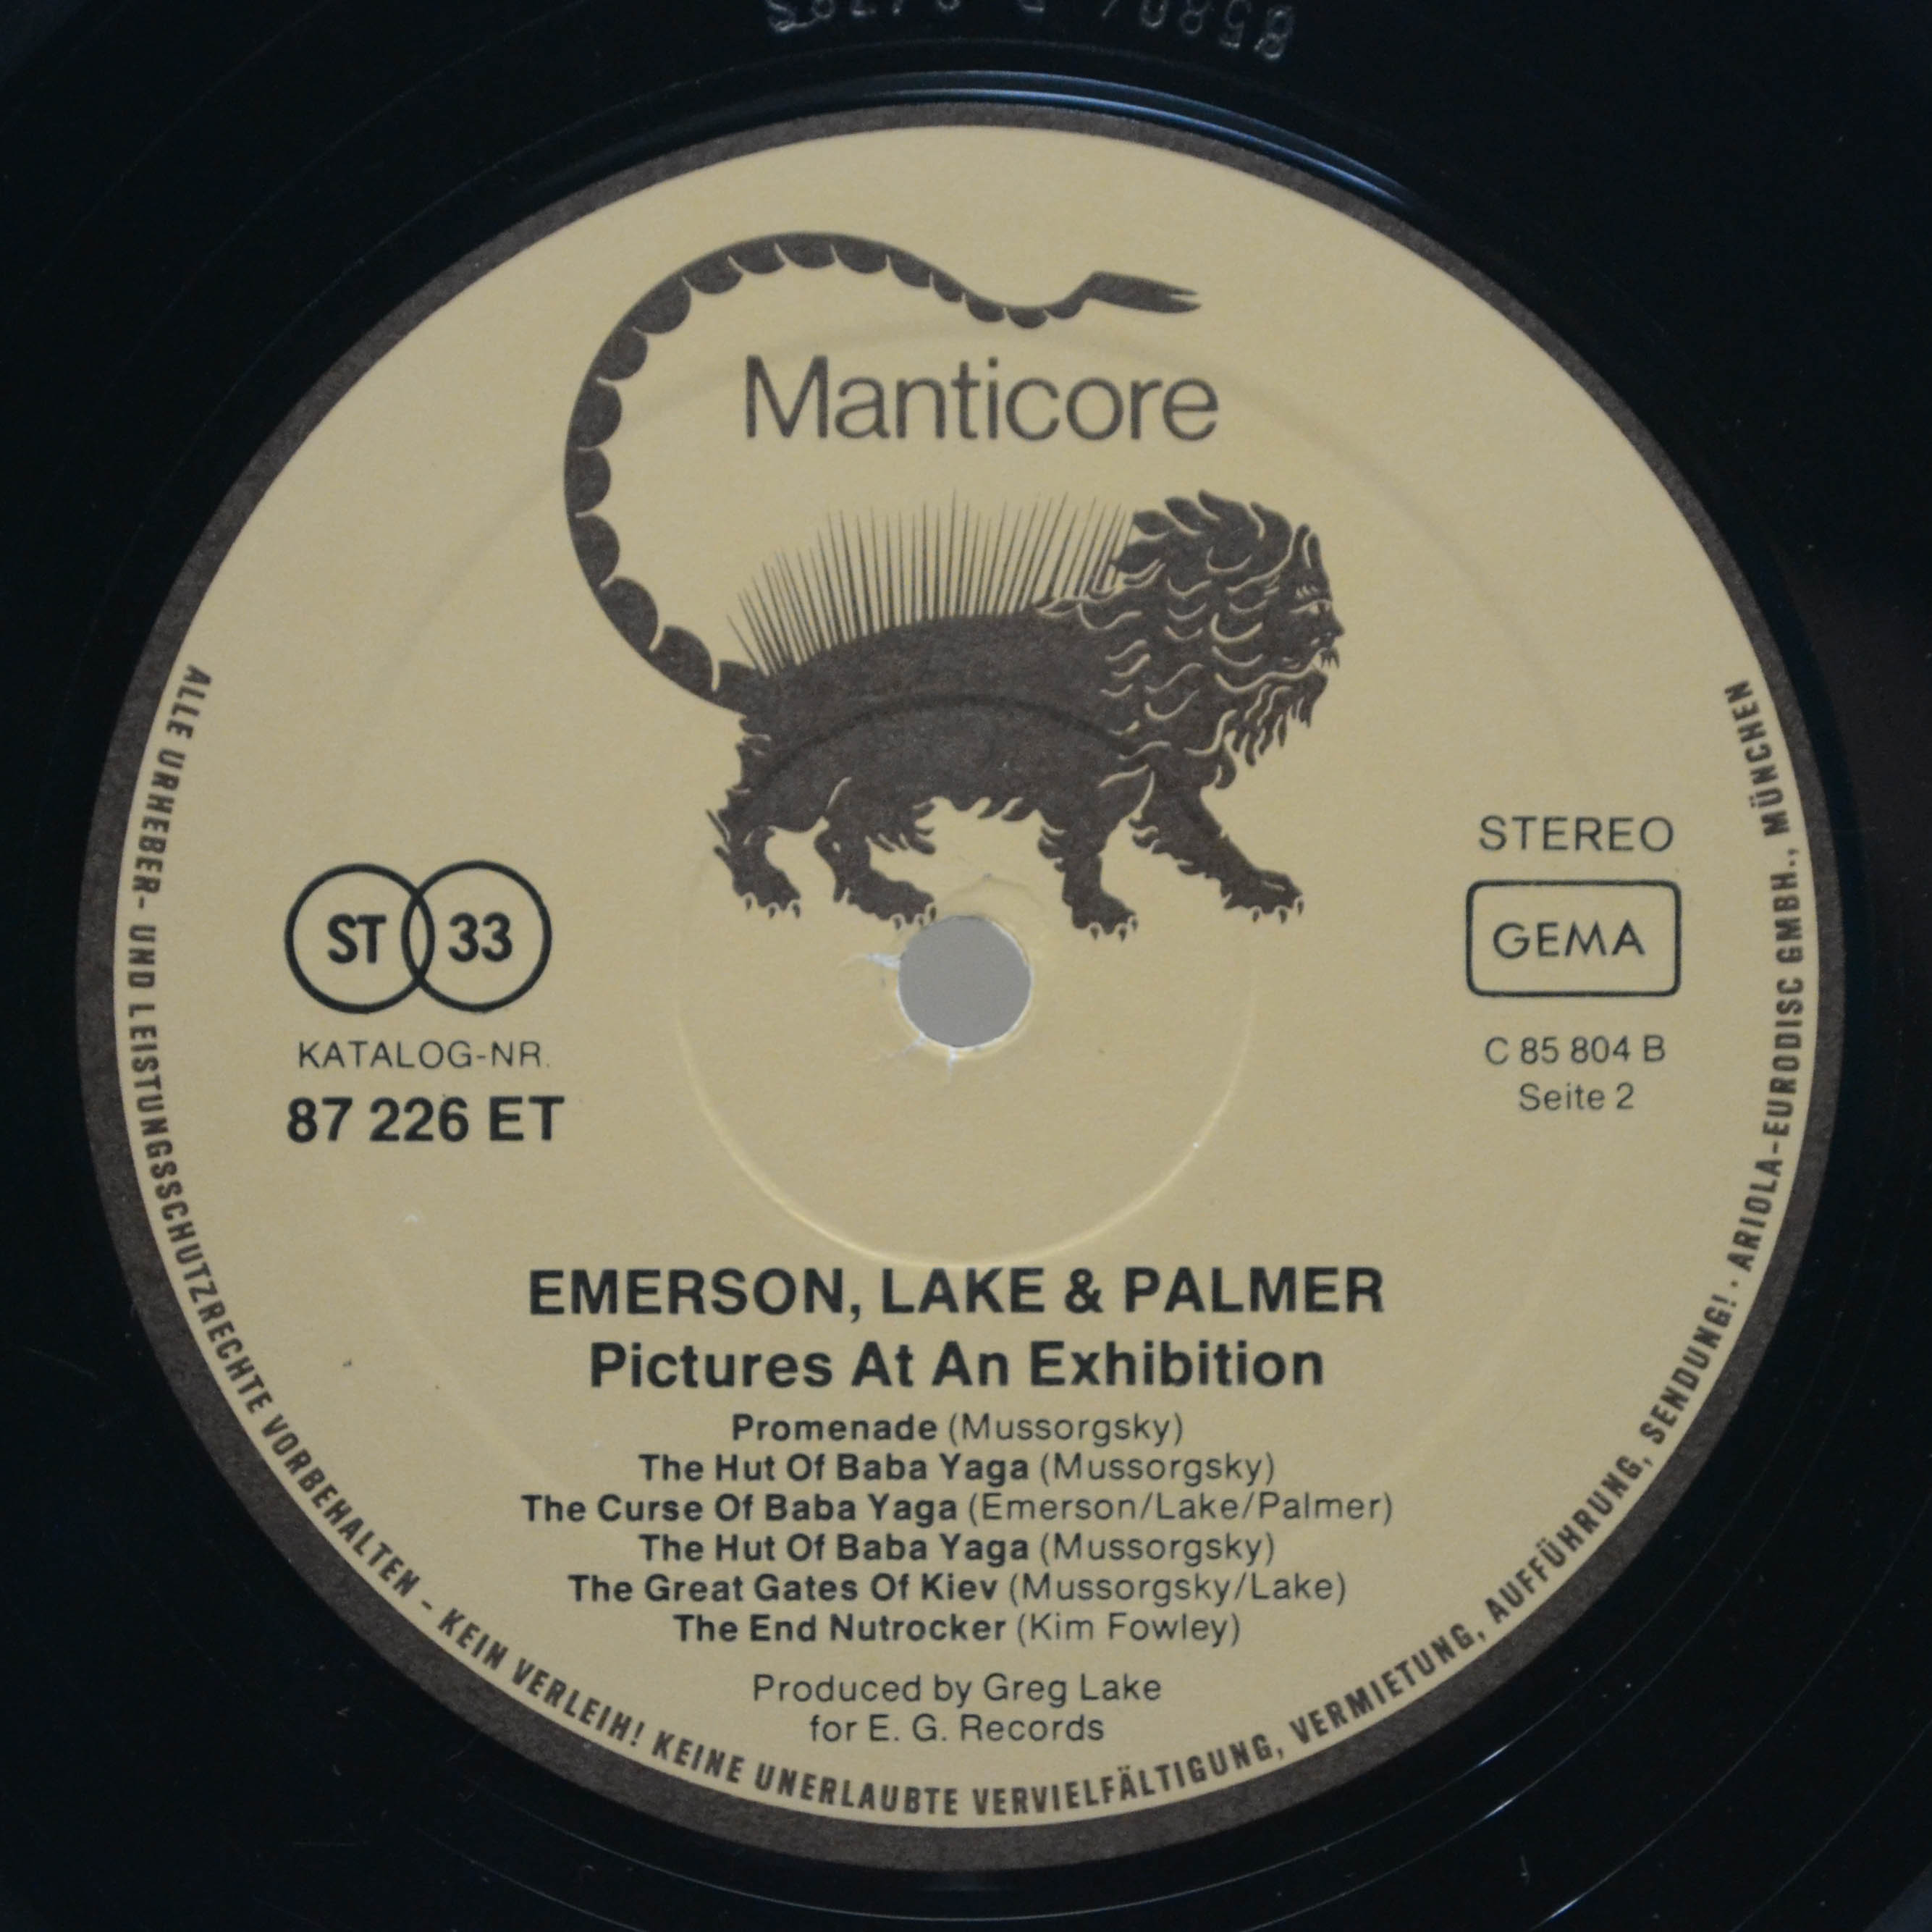 Manticore
ST 33
KATALOG-NR.
87 226 ET
STEREO
GEMA
C 85 804 B
Seite 2
EMERSON, LAKE & PALMER
Pictures At An Exhibition
Promenade (Mussorgsky)
The Hut Of Baba Yaga (Mussorgsky)
The Curse Of Baba Yaga (Emerson/Lake/Palmer)
The Hut Of Baba Yaga (Mussorgsky)
The Great Gates Of Kiev (Mussorgsky/Lake)
The End Nutrocker (Kim Fowley)
Produced by Greg Lake
for E. G. Records
ALLE URHEBER- UND LEISTUNGSSCHUTZRECHTE VORBEHALTEN - KEIN VERLEIH! KEINE UNERLAUBTE VERVIELFÄLTIGUNG, VERMIETUNG, AUFFÜHRUNG, SENDUNG! · ARIOLA-EURODISC GMBH., MÜNCHEN